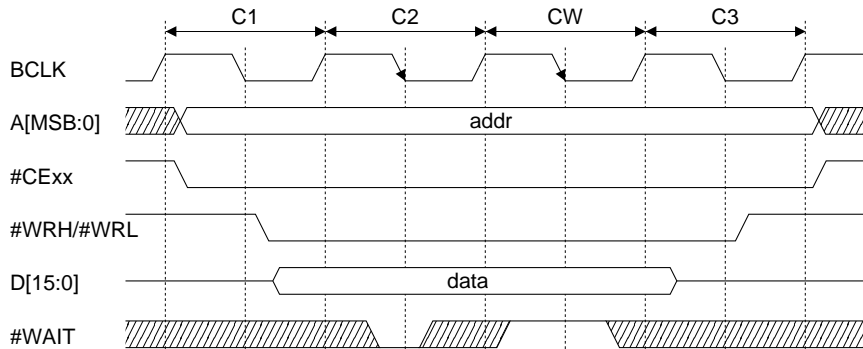 C1 C2 CW C3
BCLK
A[MSB:0] addr
#CExx
#WRH/#WRL
D[15:0] data
#WAIT